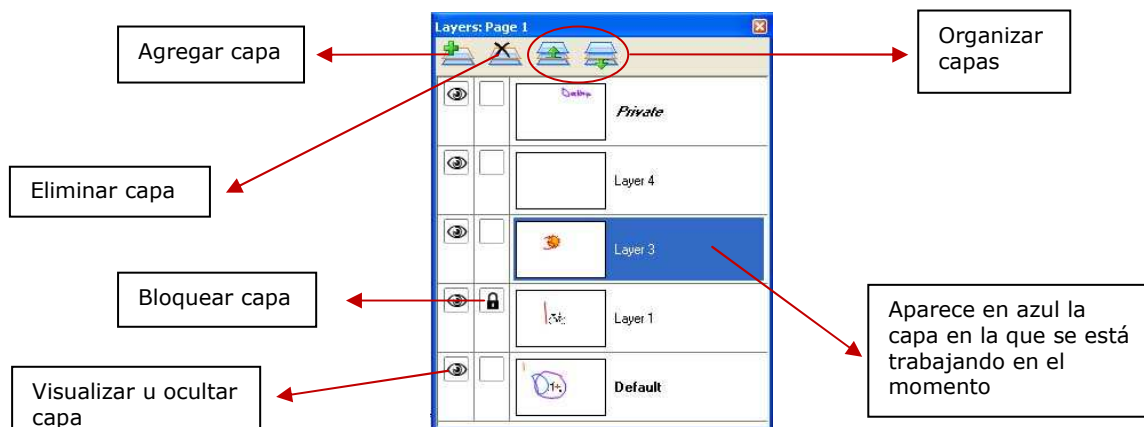 Layers: Page 1
Agregar capa
Organizar
capas
Private
Eliminar capa
Layer 4
Layer 3
Bloquear capa
Layer 1
Aparece en azul la
capa en la que se está
trabajando en el
momento
Visualizar u ocultar
capa
Default